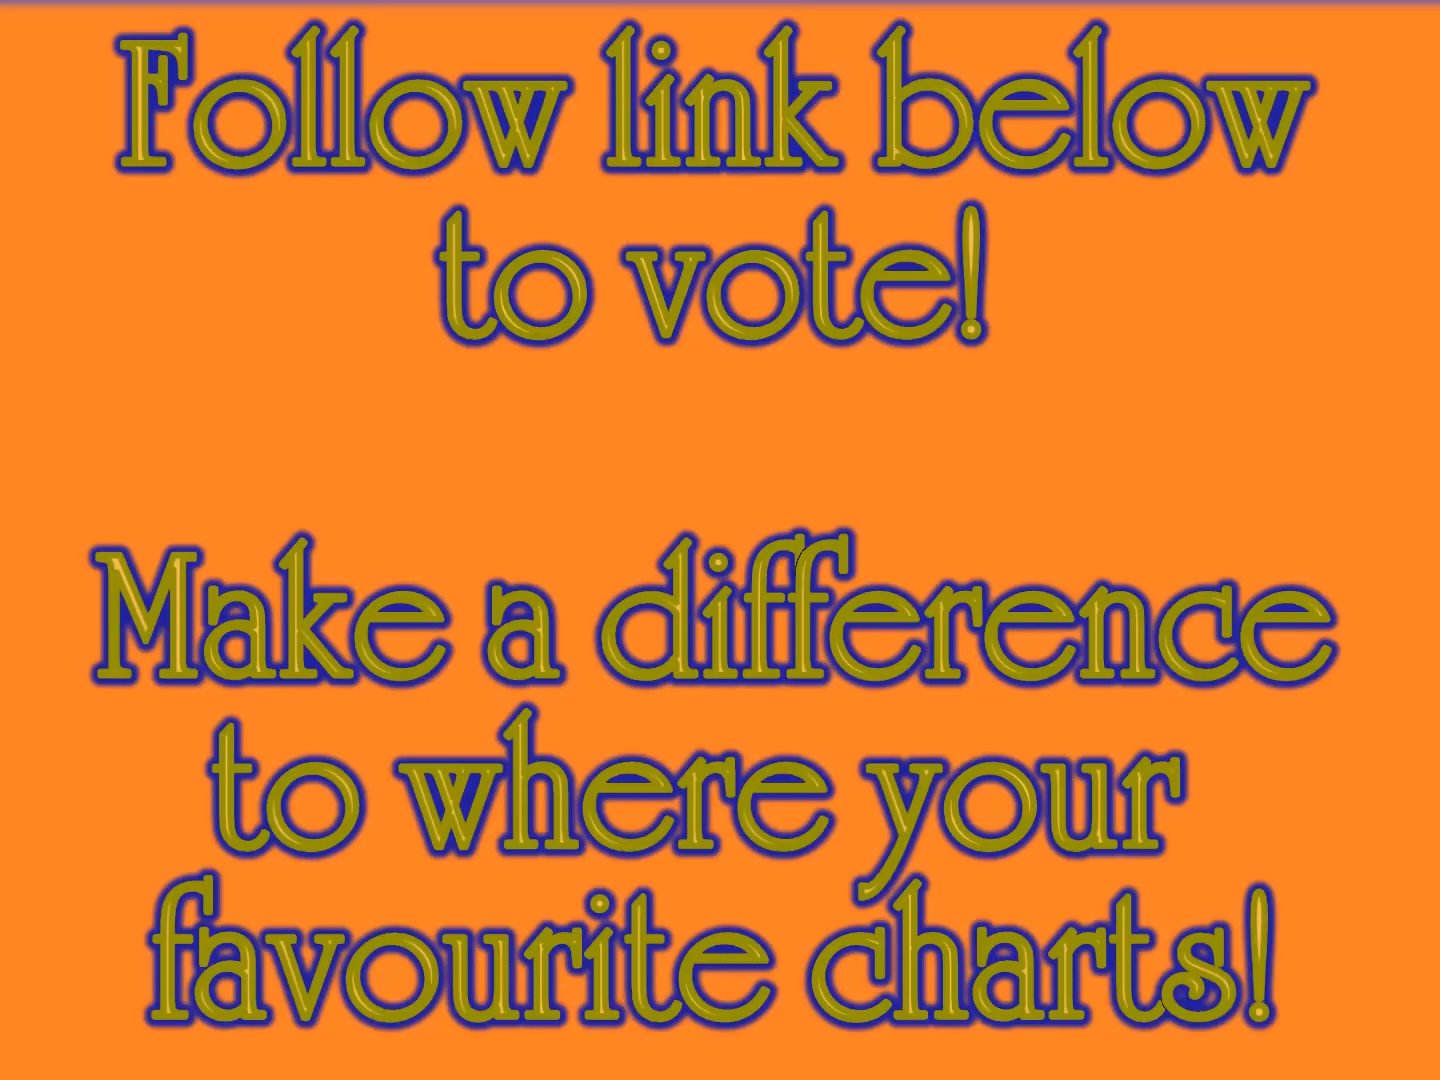 Follow link below
to vote!
Make a difference
to where your
favourite charts!